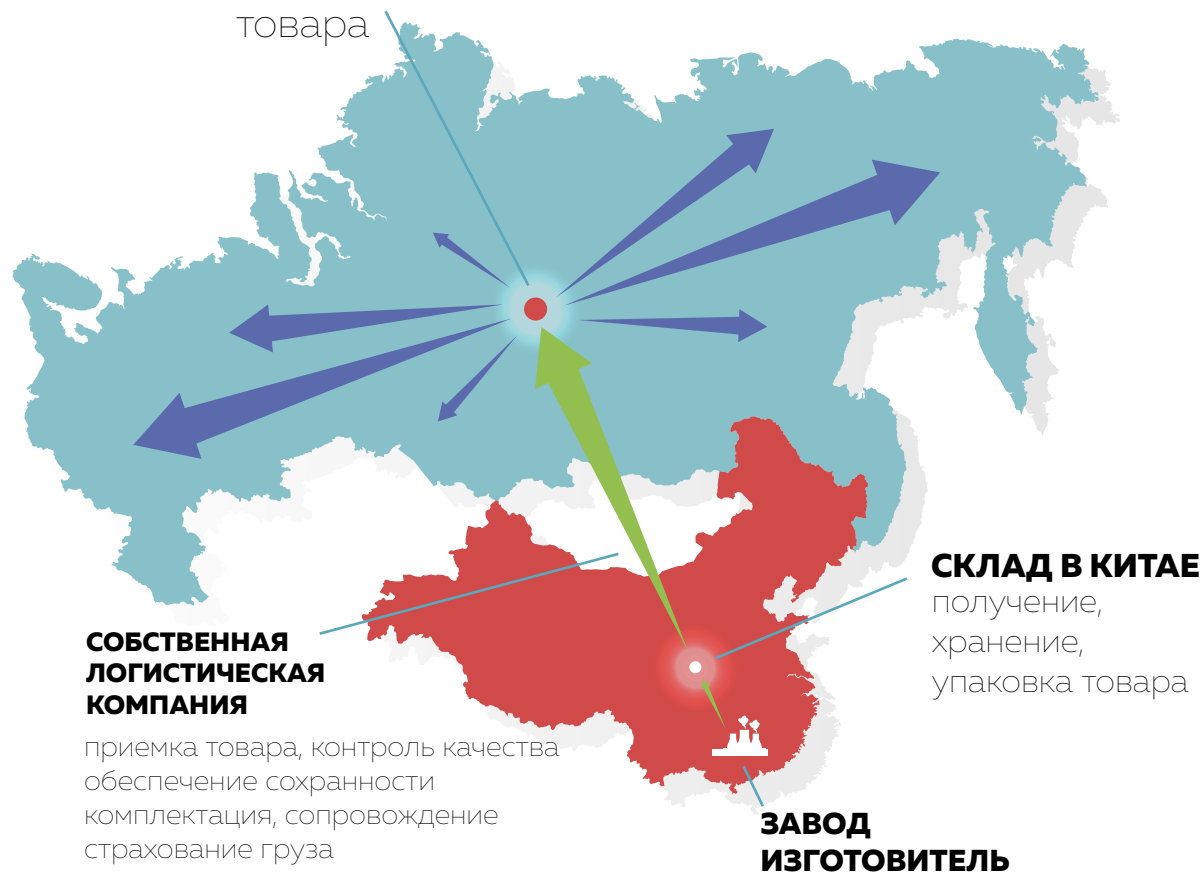 товара
СКЛАД В КИТАЕ
получение,
хранение,
упаковка товара
СОБСТВЕННАЯ
ЛОГИСТИЧЕСКАЯ
КОМПАНИЯ
приемка товара, контроль качества
обеспечение сохранности
комплектация, сопровождение
страхование груза
ЗАВОД
ИЗГОТОВИТЕЛЬ